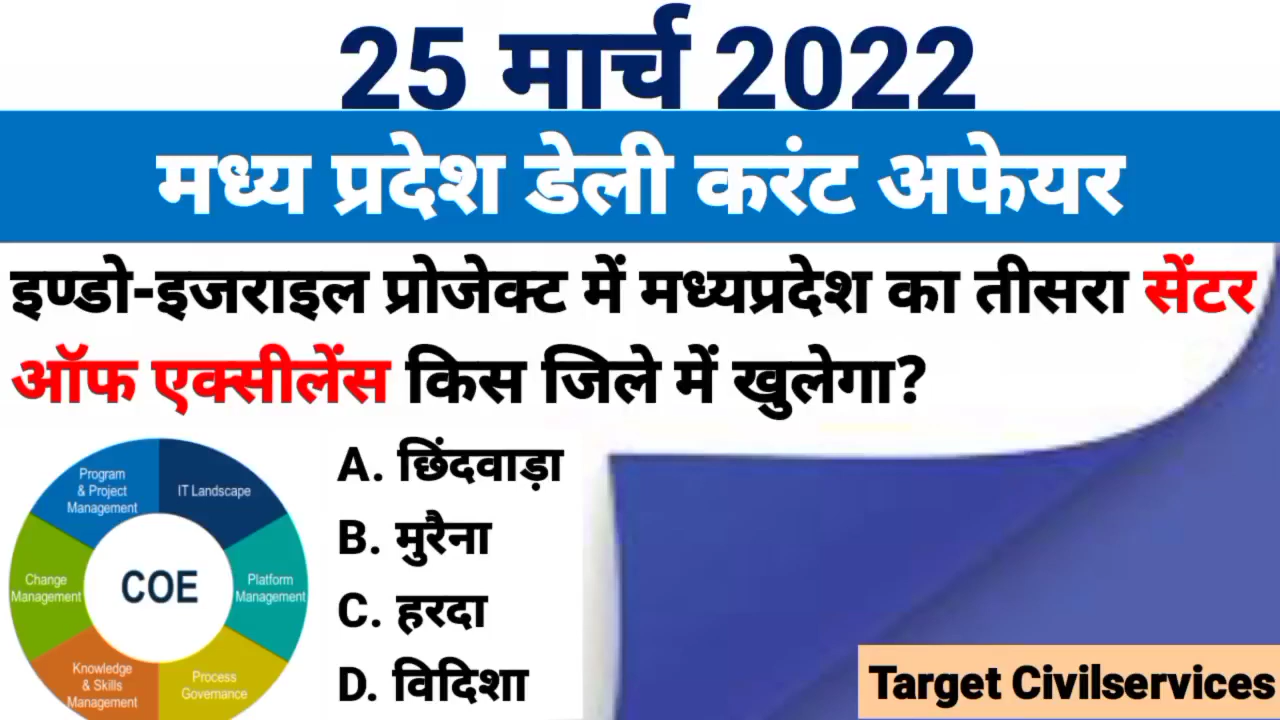 25 मार्च 2022
मध्य प्रदेश डेली करंट अफेयर
इण्डो-इजराइल प्रोजेक्ट में मध्यप्रदेश का तीसरा सेंटर
ऑफ एक्सीलेंस किस जिले में खुलेगा?
A. छिंदवाड़ा
B. मुरैना
C. हरदा
D. विदिशा
Program
& Project
Management
IT Landscape
Change
Management
COE
Platform
Management
Knowledge
& Skills
Management
Process
Governance
Target Civilservices